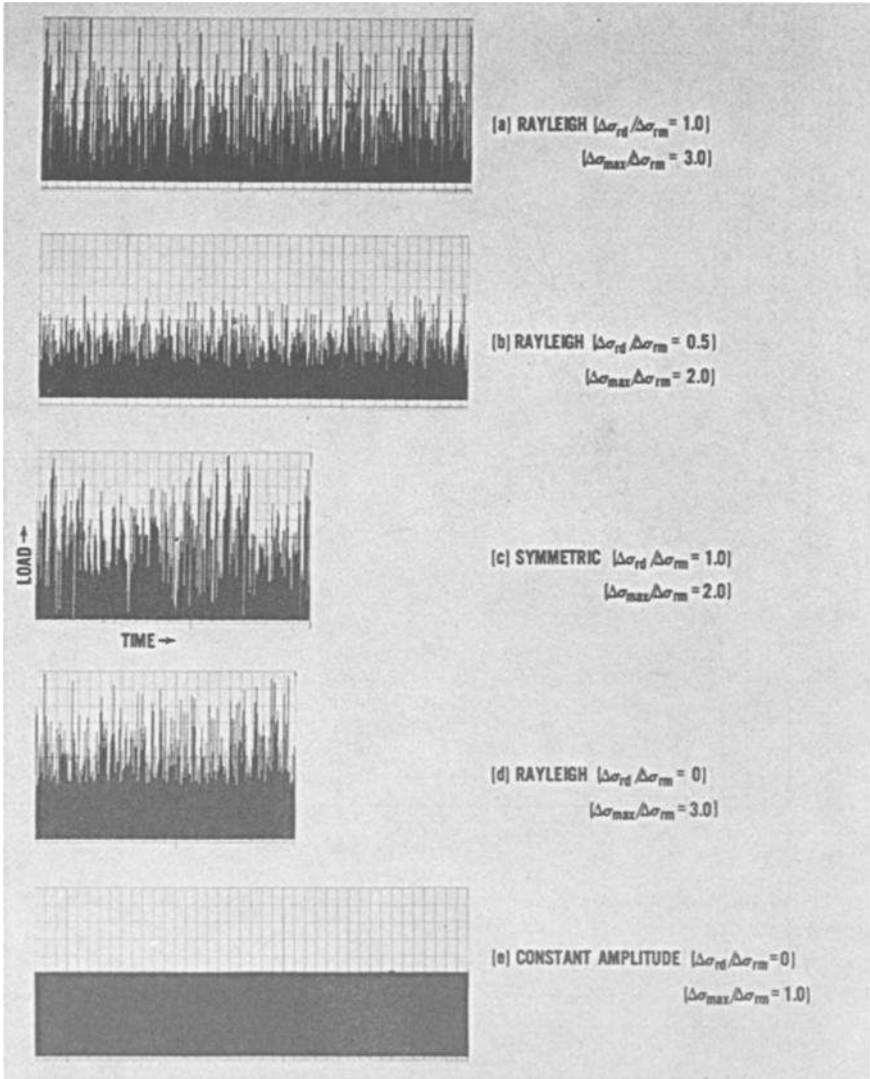 (a) RAYLEIGH (Δσrd/Δσrm = 1.0)
(Δσmax/Δσrm = 3.0)
(b) RAYLEIGH (Δσrd/Δσrm = 0.5)
(Δσmax/Δσrm = 2.0)
LOAD →
(c) SYMMETRIC (Δσrd/Δσrm = 1.0)
(Δσmax/Δσrm = 2.0)
TIME →
(d) RAYLEIGH (Δσrd/Δσrm = 0)
(Δσmax/Δσrm = 3.0)
(e) CONSTANT AMPLITUDE (Δσrd/Δσrm = 0)
(Δσmax/Δσrm = 1.0)